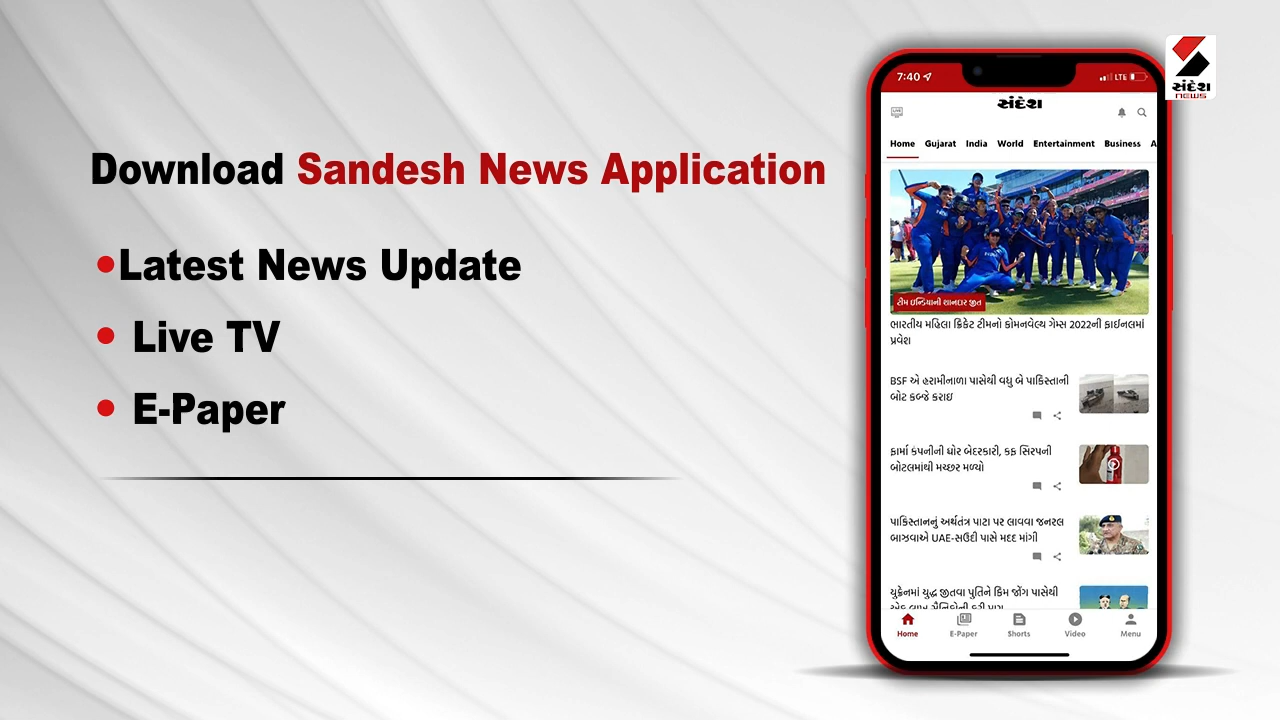 Download Sandesh News Application
•Latest News Update
• Live TV
• E-Paper
સંદેશ
NEWS
7:40
LTE
LIVE
સંદેશ
Home Gujarat India World Entertainment Business A
ટીમ ઇન્ડિયાની શાનદાર જીત
ભારતીય મહિલા ક્રિકેટ ટીમનો કોમનવેલ્થ ગેમ્સ 2022ની ફાઈનલમાં
પ્રવેશ
BSF એ હરામીનાળા પાસેથી વધુ બે પાકિસ્તાની
બોટ કબ્જે કરાઇ
ફાર્મા કંપનીની ઘોર બેદરકારી, કફ સિરપની
બોટલમાંથી મચ્છર મળ્યો
પાકિસ્તાનનું અર્થતંત્ર પાટા પર લાવવા જનરલ
બાઝવાએ UAE-સઉદી પાસે મદદ માંગી
યુક્રેનમાં યુદ્ધ જીતવા પુતિને કિમ જોંગ પાસેથી
Home E-Paper Shorts Video Menu